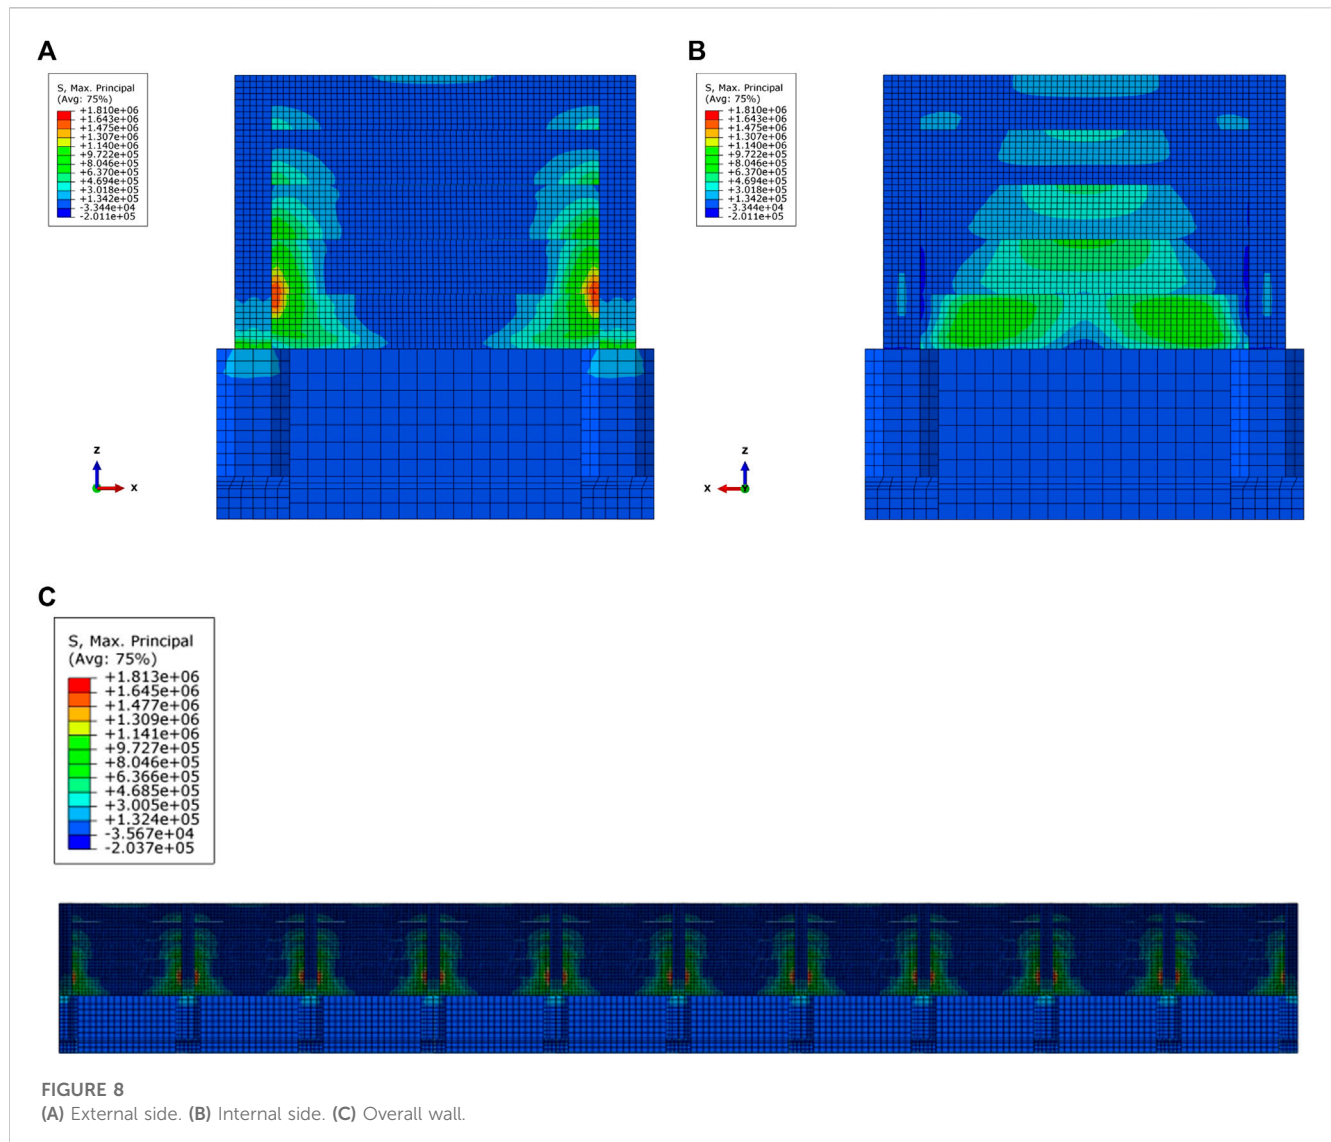 A
S, Max. Principal
(Avg: 75%)
+1.810e+06
+1.643e+06
+1.475e+06
+1.307e+06
+1.140e+06
+9.722e+05
+8.046e+05
+6.370e+05
+4.694e+05
+3.018e+05
+1.342e+05
-3.344e+04
-2.011e+05
Z
X
B
S, Max. Principal
(Avg: 75%)
+1.810e+06
+1.643e+06
+1.475e+06
+1.307e+06
+1.140e+06
+9.722e+05
+8.046e+05
+6.370e+05
+4.694e+05
+3.018e+05
+1.342e+05
-3.344e+04
-2.011e+05
Z
X Y
C
S, Max. Principal
(Avg: 75%)
+1.813e+06
+1.645e+06
+1.477e+06
+1.309e+06
+1.141e+06
+9.727e+05
+8.046e+05
+6.366e+05
+4.685e+05
+3.005e+05
+1.324e+05
-3.567e+04
-2.037e+05
FIGURE 8
(A) External side. (B) Internal side. (C) Overall wall.